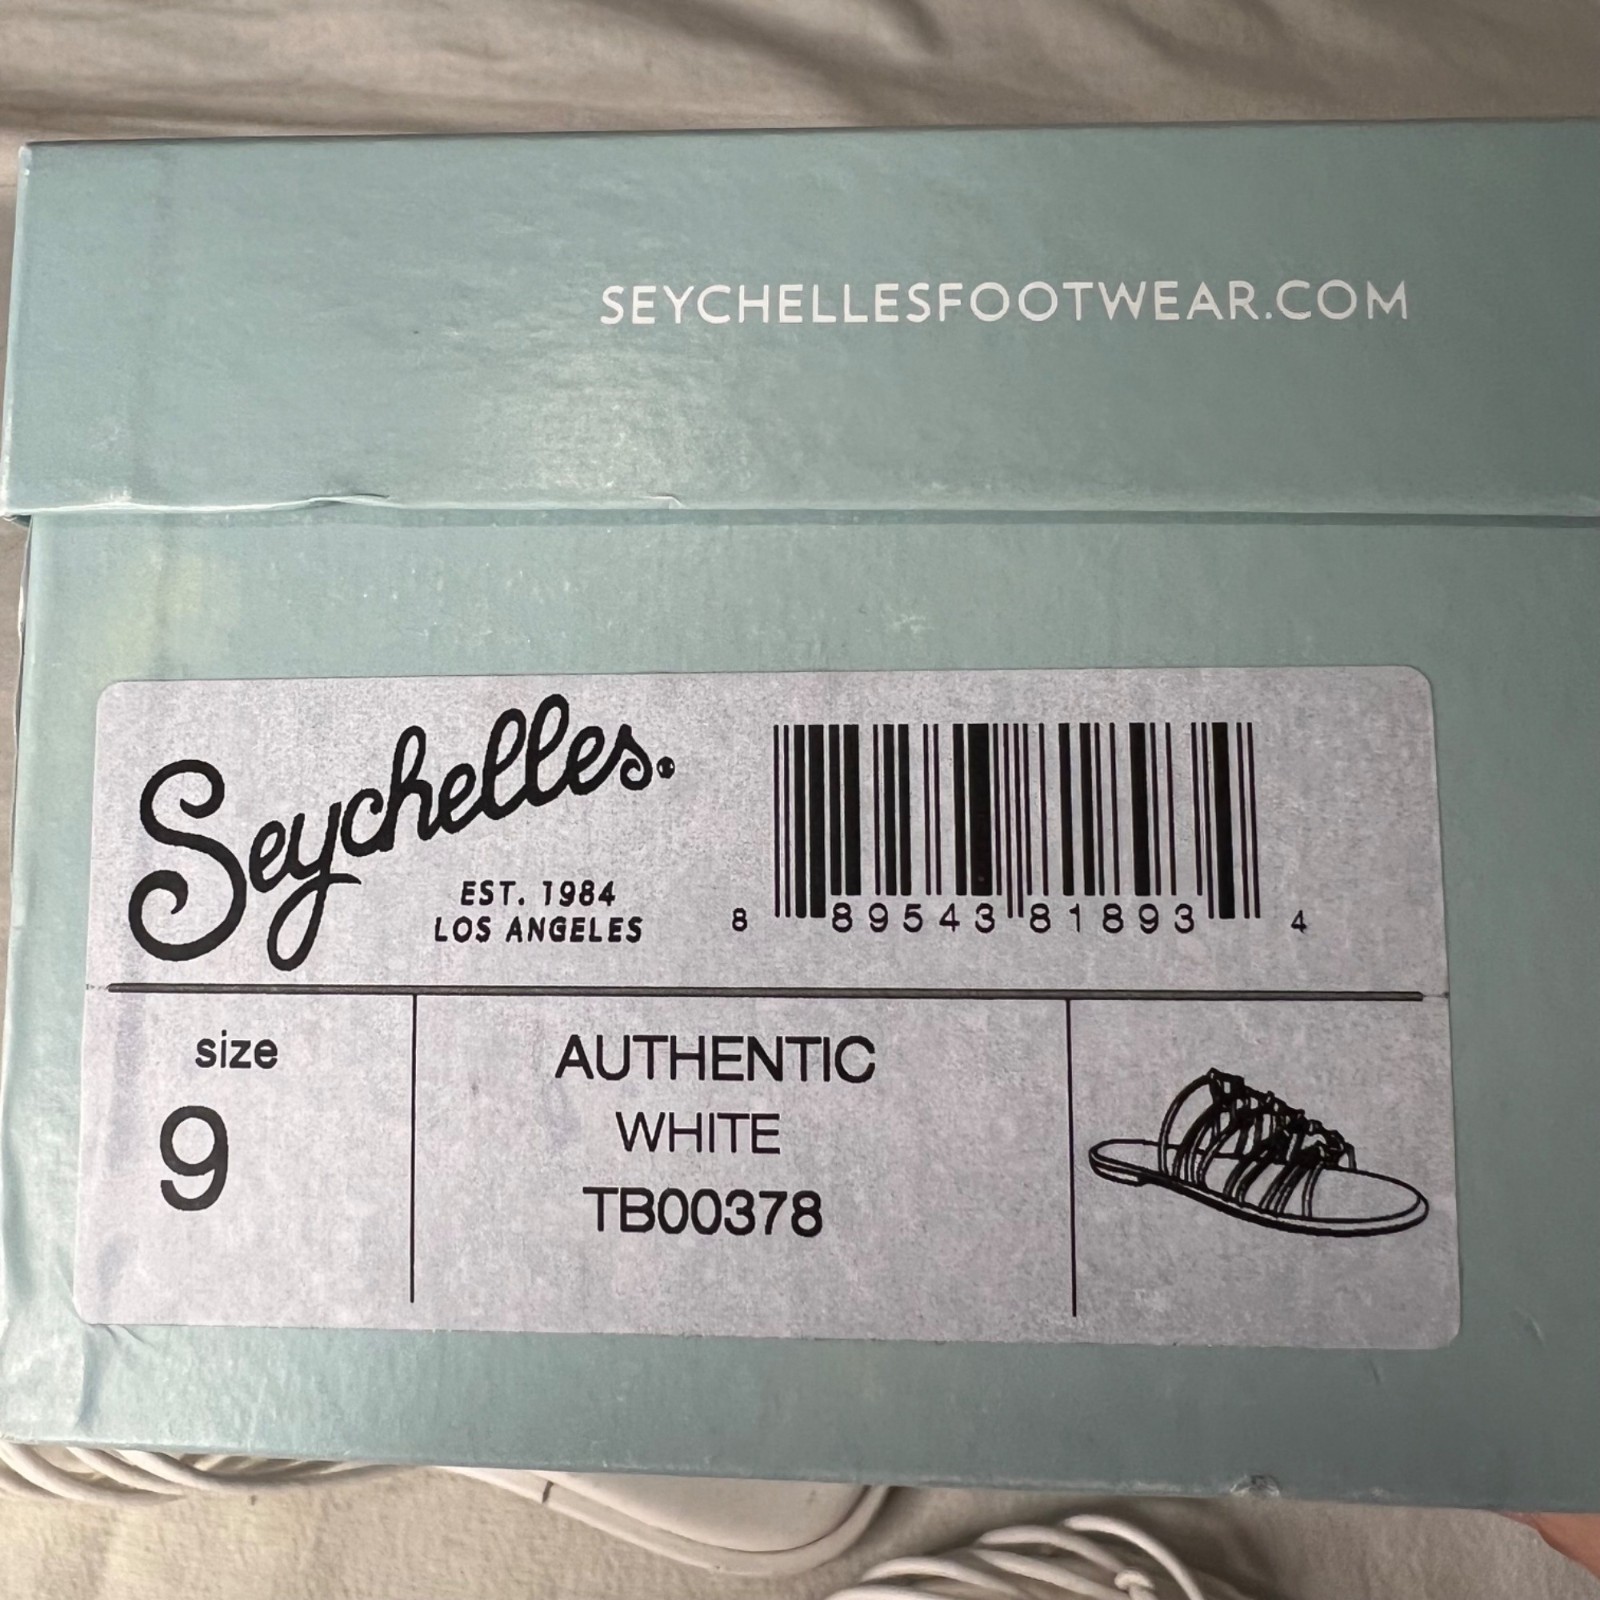 SEYCHELLESFOOTWEAR.COM
Seychelles.
EST. 1984
LOS ANGELES
8 89543 81893 4
size
9
AUTHENTIC
WHITE
TB00378